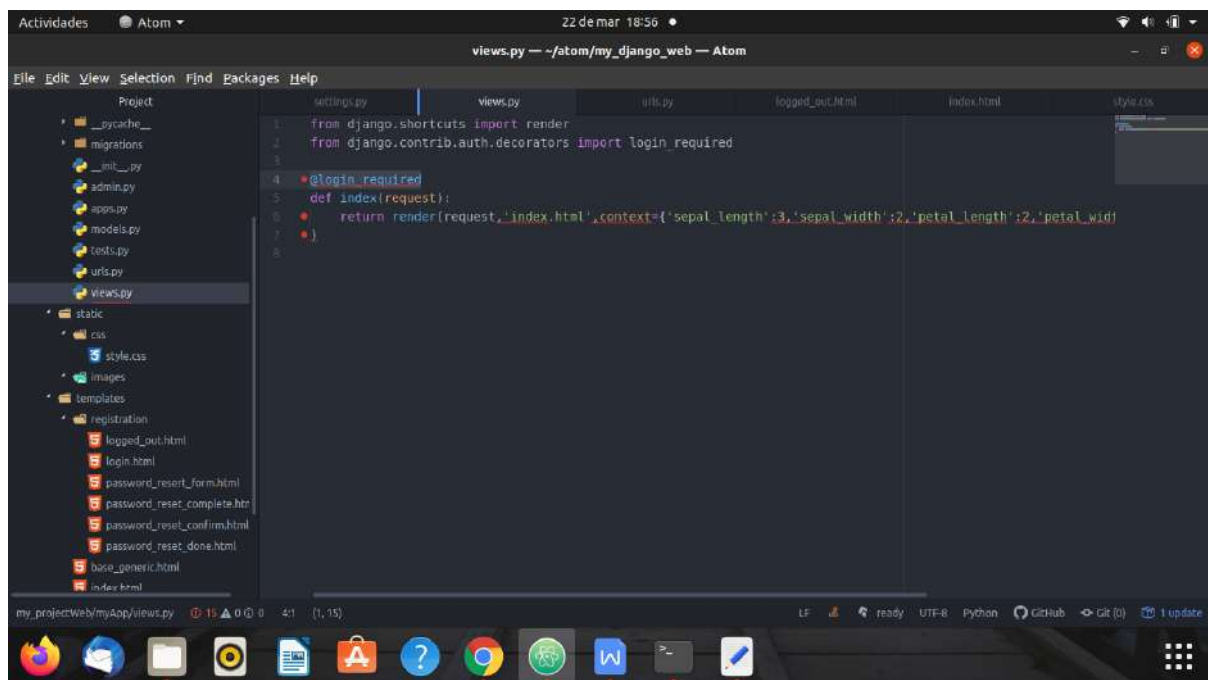 Actividades Atom 22 de mar 18:56
views.py — ~/atom/my_django_web — Atom
File Edit View Selection Find Packages Help
Project settings.py views.py urls.py logged_out.html index.html style.css
__pycache__
migrations
__init__.py
admin.py
apps.py
models.py
tests.py
urls.py
views.py
static
css
style.css
images
templates
registration
logged_out.html
login.html
password_resert_form.html
password_reset_complete.htm
password_reset_confirm.html
password_reset_done.html
base_generic.html
index.html
1 from django.shortcuts import render
2 from django.contrib.auth.decorators import login_required
3
4 @login_required
5 def index(request):
6 return render(request,'index.html',context={'sepal_length':3,'sepal_width':2,'petal_length':2,'petal_widt
7 )
8
my_projectWeb/myApp/views.py 15 0 0 4:1 (1, 15) LF ready UTF-8 Python GitHub Git (0) 1 update